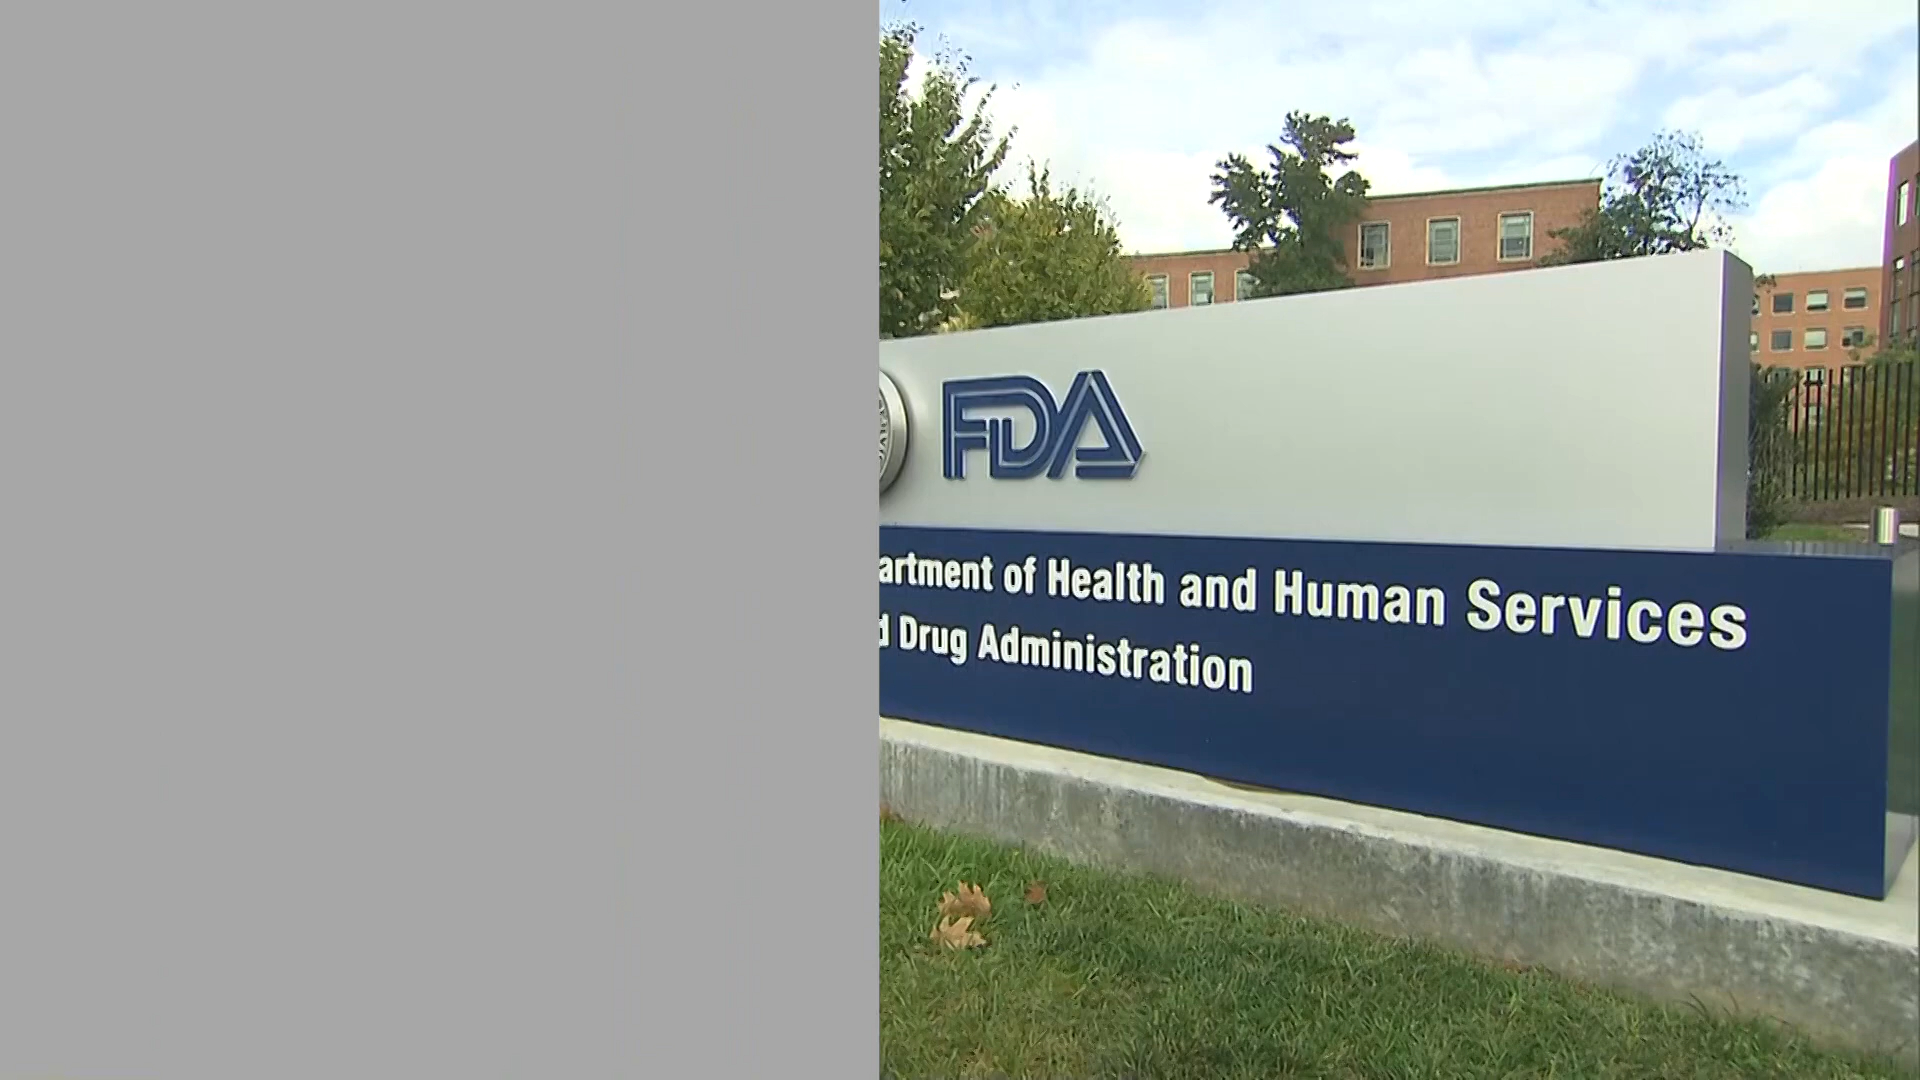 FDA
artment of Health and Human Services
d Drug Administration